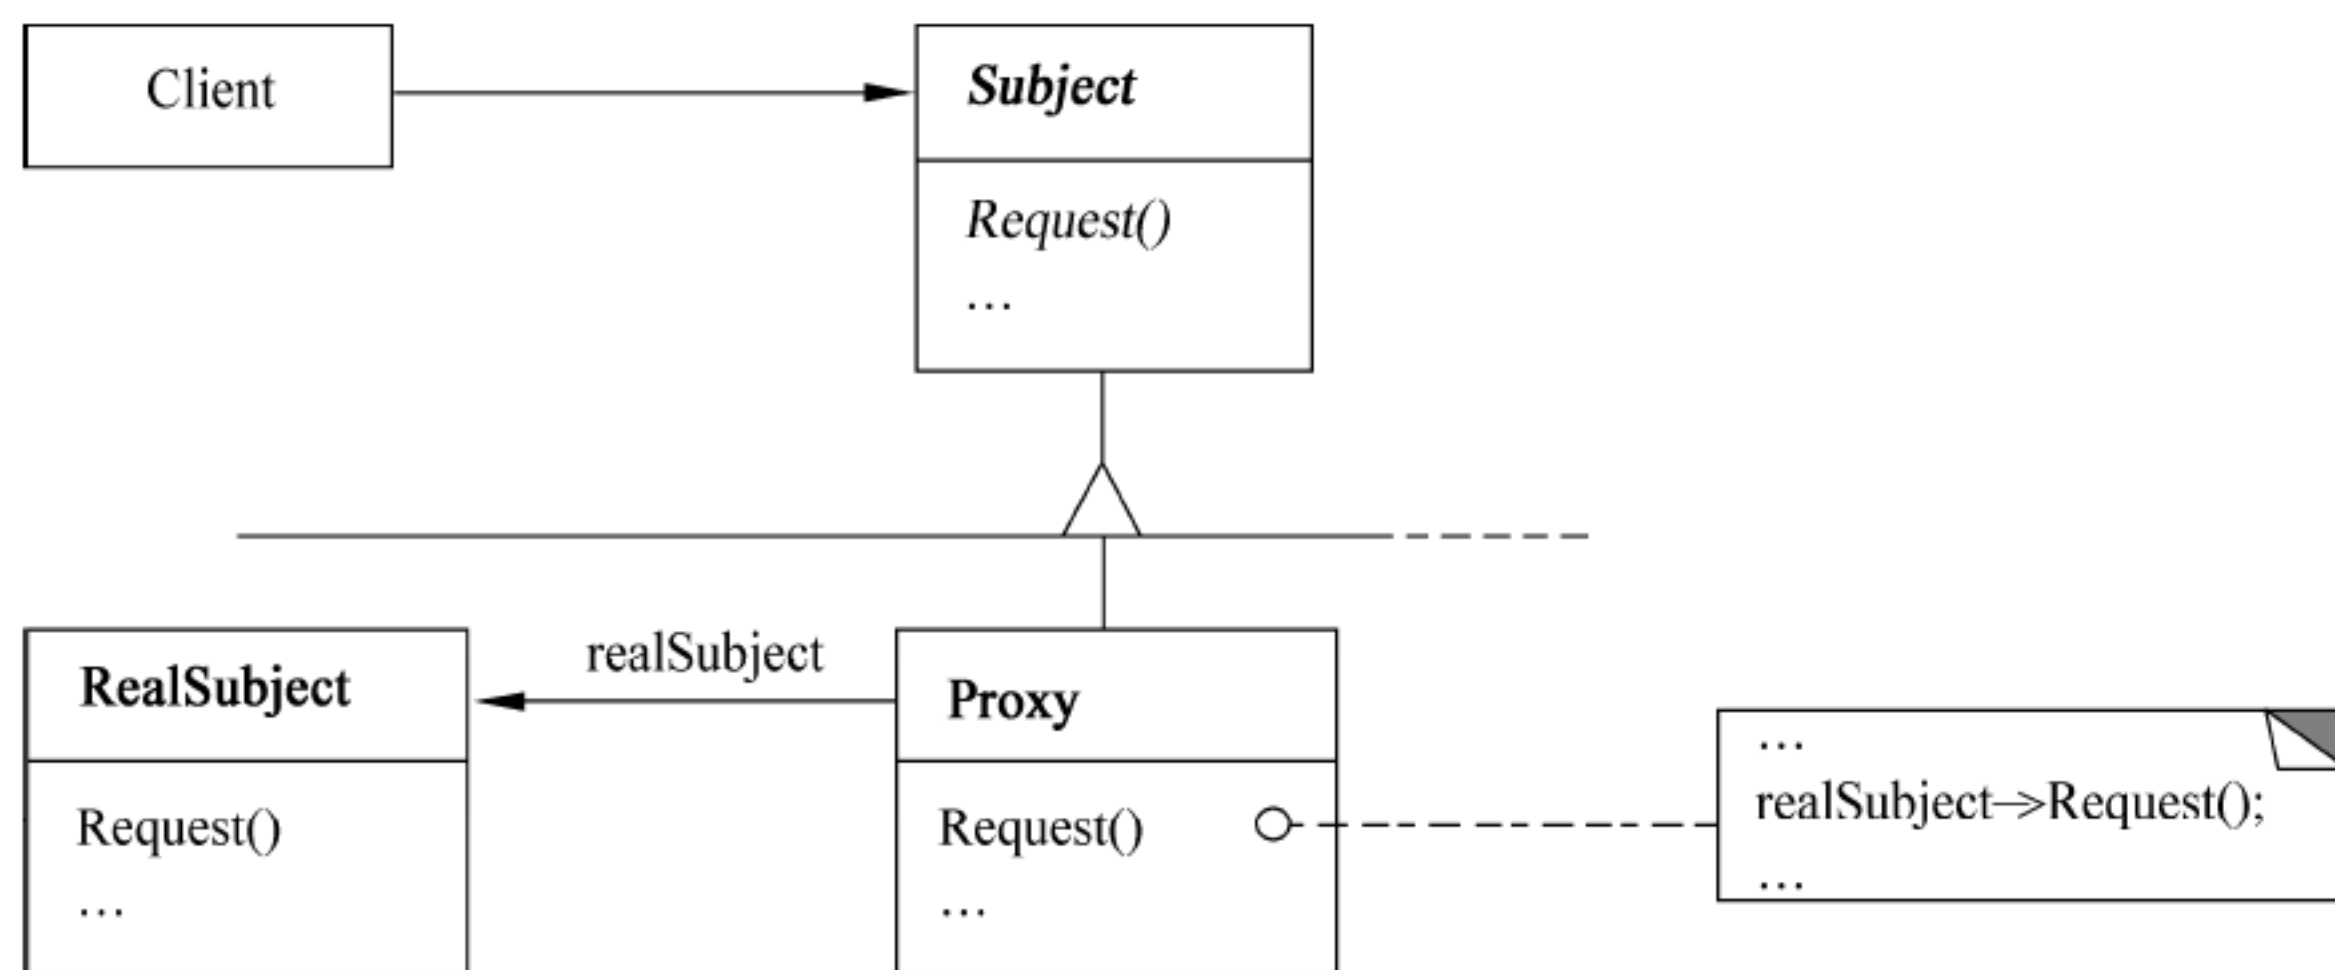 Client
Subject
Request()
…
realSubject
RealSubject
Request()
…
Proxy
Request()
…
…
realSubject—>Request();
…